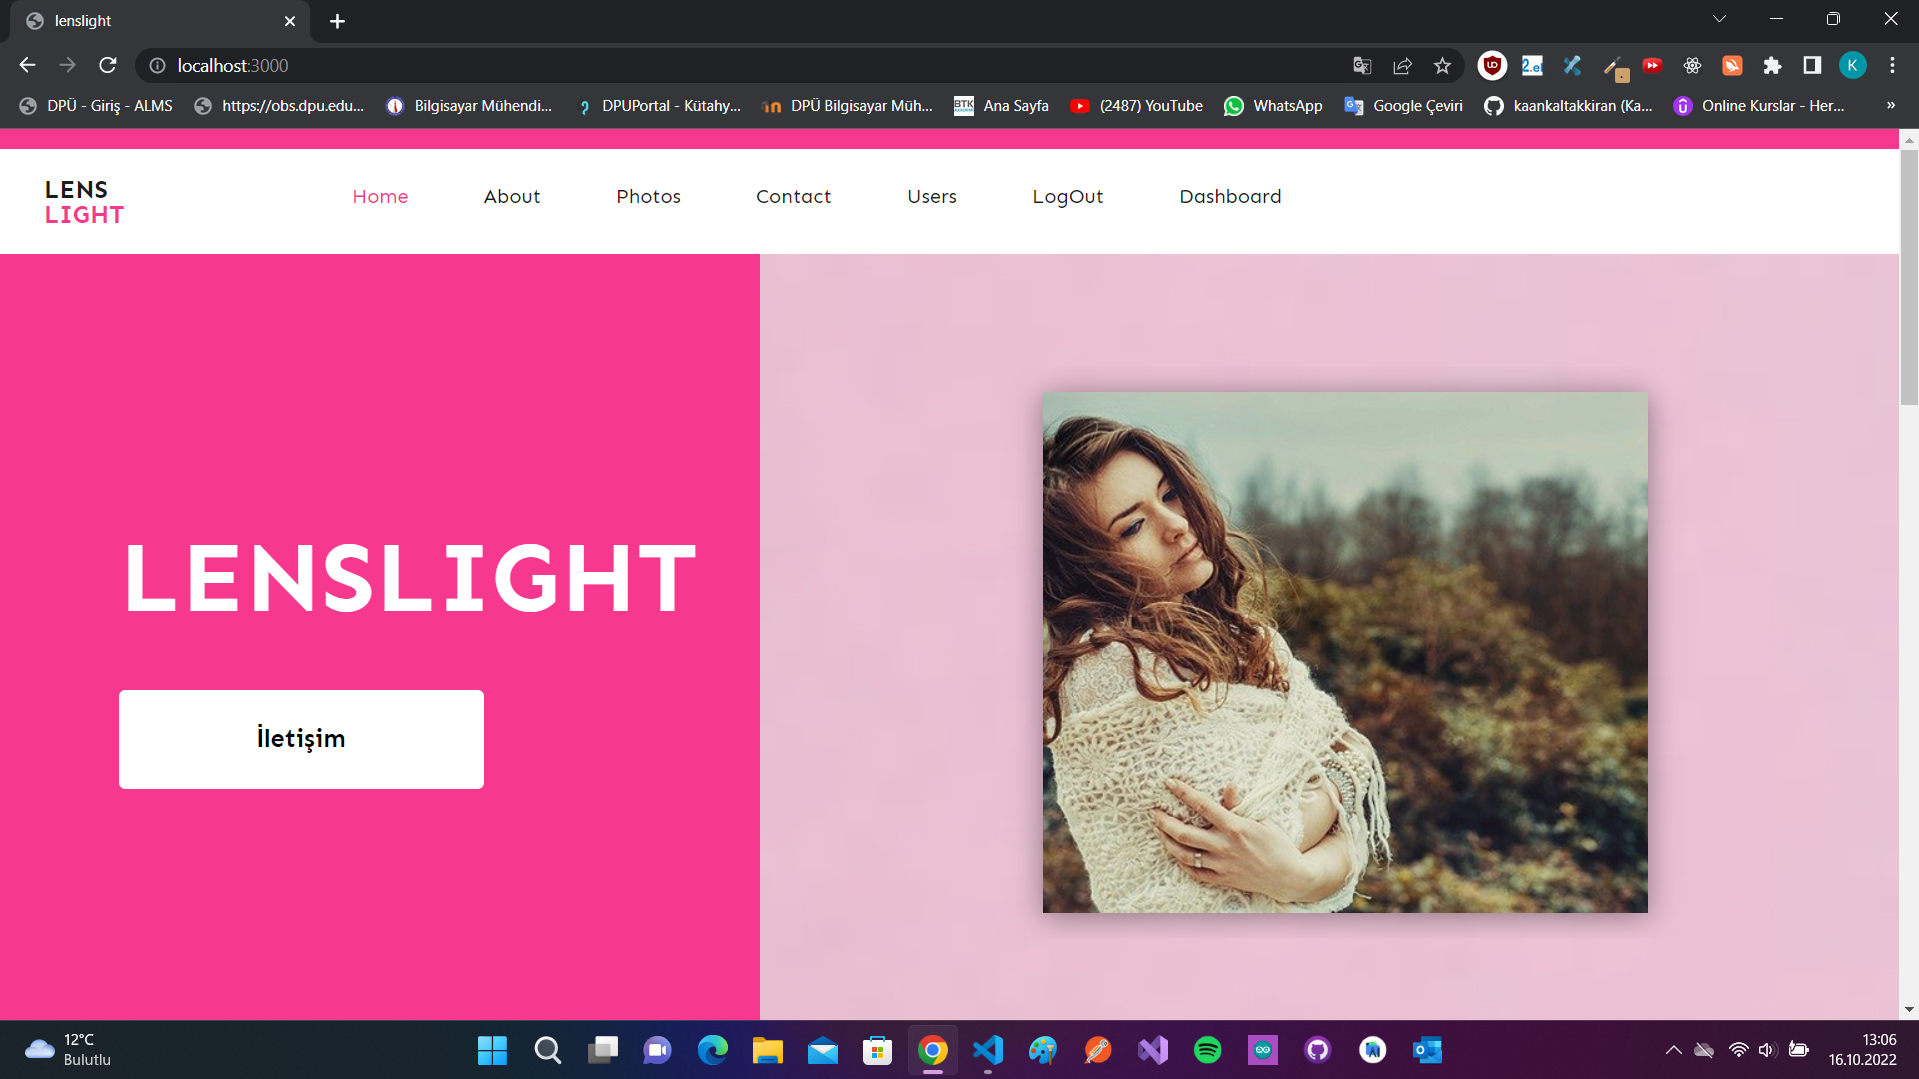 lenslight
localhost:3000
DPÜ - Giriş - ALMS
https://obs.dpu.edu...
Bilgisayar Mühendi...
DPUPortal - Kütahy...
DPÜ Bilgisayar Müh...
Ana Sayfa
(2487) YouTube
WhatsApp
Google Çeviri
kaankaltakkiran (Ka...
Online Kurslar - Her...
»
K
LENS
LIGHT
Home
About
Photos
Contact
Users
LogOut
Dashboard
LENSLIGHT
İletişim
12°C
Bulutlu
13:06
16.10.2022